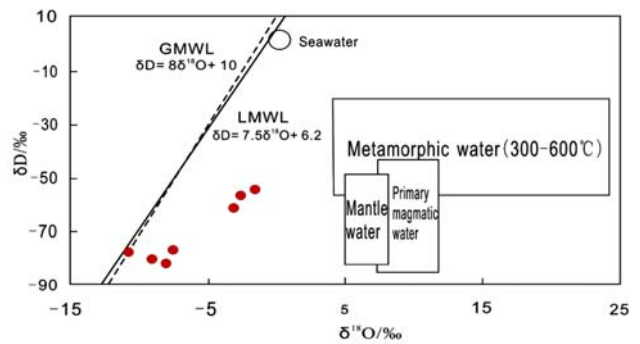 10
-10
-30
-50
-70
-90
δD/‰
GMWL
δD= 8δ¹⁸O+ 10
Seawater
LMWL
δD= 7.5δ¹⁸O+ 6.2
Metamorphic water(300-600℃)
Mantle
water
Primary
magmatic
water
-15
-5
5
15
25
δ¹⁸O/‰